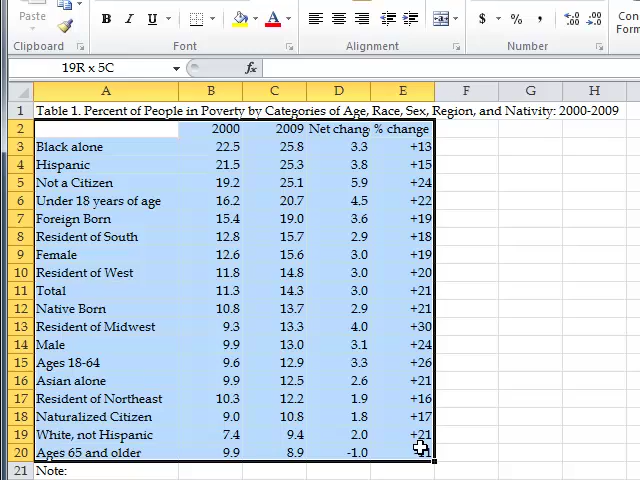 Paste
B I U
$ % , .00
Clipboard Font Alignment Number Form
19R x 5C fx
A B C D E F G H
1 Table 1. Percent of People in Poverty by Categories of Age, Race, Sex, Region, and Nativity: 2000-2009
2 2000 2009 Net chang % change
3 Black alone 22.5 25.8 3.3 +13
4 Hispanic 21.5 25.3 3.8 +15
5 Not a Citizen 19.2 25.1 5.9 +24
6 Under 18 years of age 16.2 20.7 4.5 +22
7 Foreign Born 15.4 19.0 3.6 +19
8 Resident of South 12.8 15.7 2.9 +18
9 Female 12.6 15.6 3.0 +19
10 Resident of West 11.8 14.8 3.0 +20
11 Total 11.3 14.3 3.0 +21
12 Native Born 10.8 13.7 2.9 +21
13 Resident of Midwest 9.3 13.3 4.0 +30
14 Male 9.9 13.0 3.1 +24
15 Ages 18-64 9.6 12.9 3.3 +26
16 Asian alone 9.9 12.5 2.6 +21
17 Resident of Northeast 10.3 12.2 1.9 +16
18 Naturalized Citizen 9.0 10.8 1.8 +17
19 White, not Hispanic 7.4 9.4 2.0 +21
20 Ages 65 and older 9.9 8.9 -1.0
21 Note: